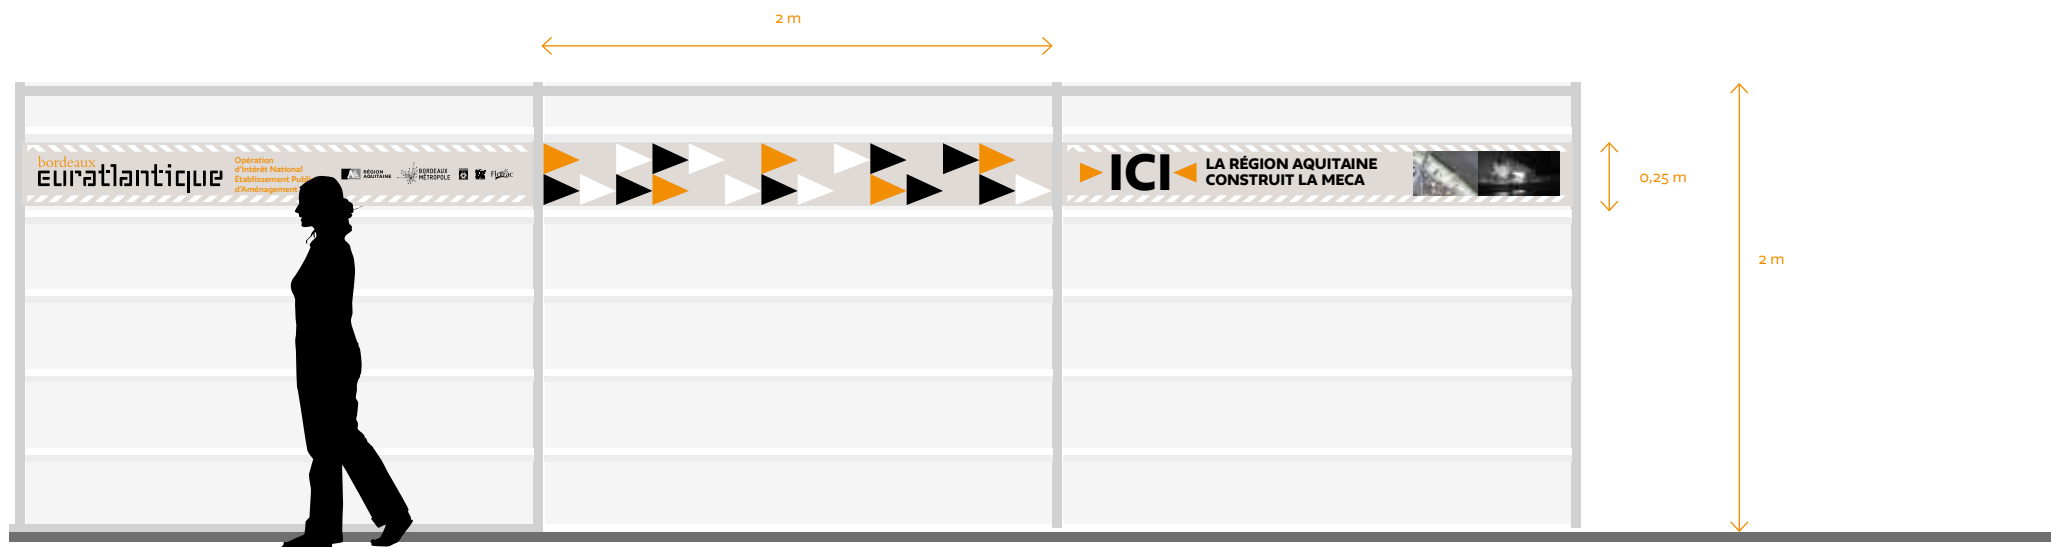 2 m
bordeaux
euratlantique
Opération
d'Intérêt National
Établissement Public
d'Aménagement
RÉGION
AQUITAINE
BORDEAUX
MÉTROPOLE
Floirac
ICI
LA RÉGION AQUITAINE
CONSTRUIT LA MECA
0,25 m
2 m